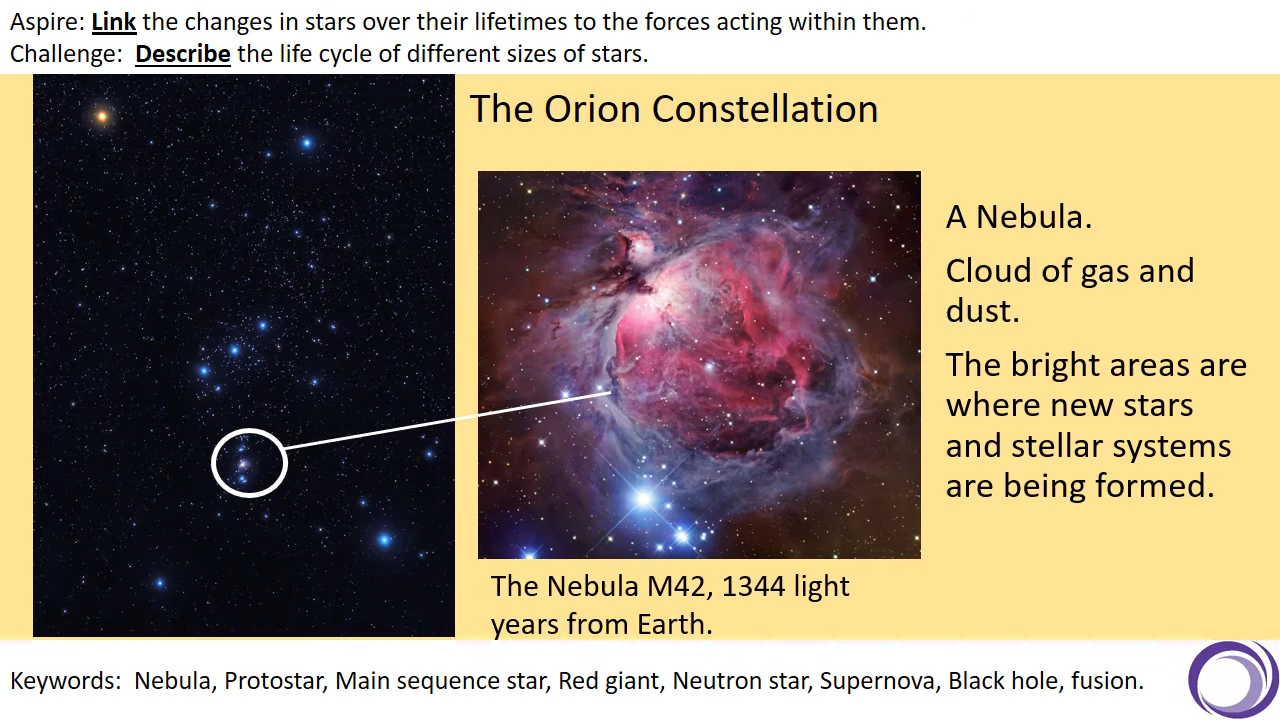 Aspire: Link the changes in stars over their lifetimes to the forces acting within them.
Challenge: Describe the life cycle of different sizes of stars.
The Orion Constellation
A Nebula.
Cloud of gas and
dust.
The bright areas are
where new stars
and stellar systems
are being formed.
The Nebula M42, 1344 light
years from Earth.
Keywords: Nebula, Protostar, Main sequence star, Red giant, Neutron star, Supernova, Black hole, fusion.